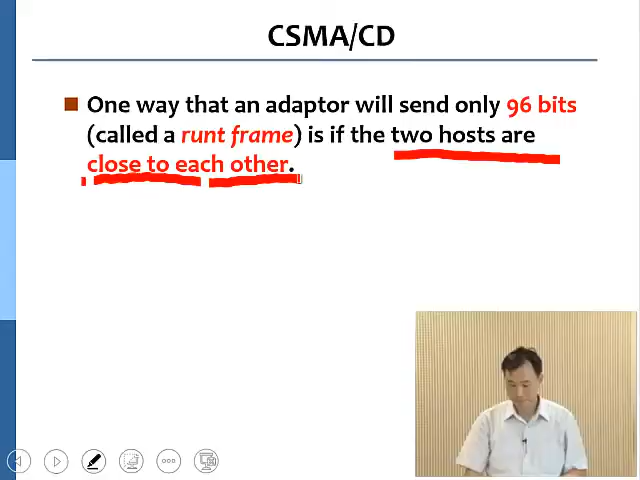 CSMA/CD
One way that an adaptor will send only 96 bits
(called a runt frame) is if the two hosts are
close to each other.